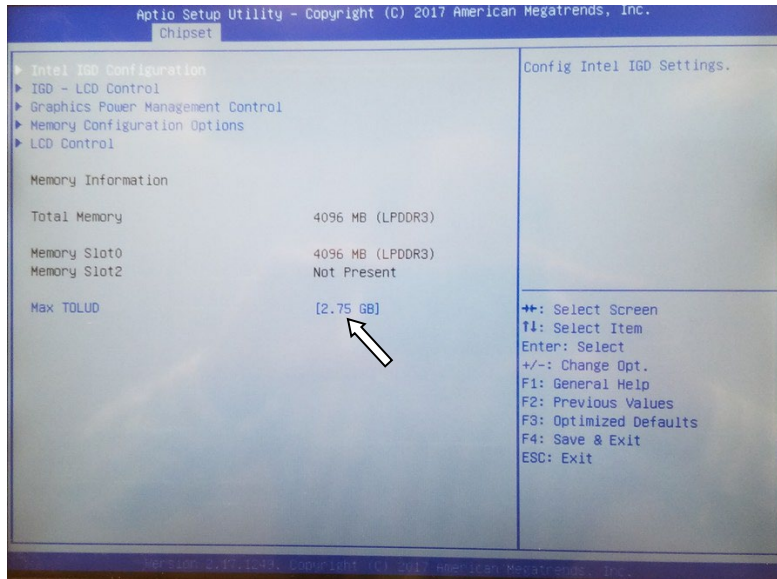 Aptio Setup Utility - Copyright (C) 2017 American Megatrends, Inc.
Chipset
Intel IGD Configuration
IGD - LCD Control
Graphics Power Management Control
Memory Configuration Options
LCD Control
Memory Information
Total Memory 4096 MB (LPDDR3)
Memory Slot0 4096 MB (LPDDR3)
Memory Slot2 Not Present
Max TOLUD [2.75 GB]
Config Intel IGD Settings.
→←: Select Screen
↑↓: Select Item
Enter: Select
+/-: Change Opt.
F1: General Help
F2: Previous Values
F3: Optimized Defaults
F4: Save & Exit
ESC: Exit
Version 2.17.1249. Copyright (C) 2017 American Megatrends, Inc.